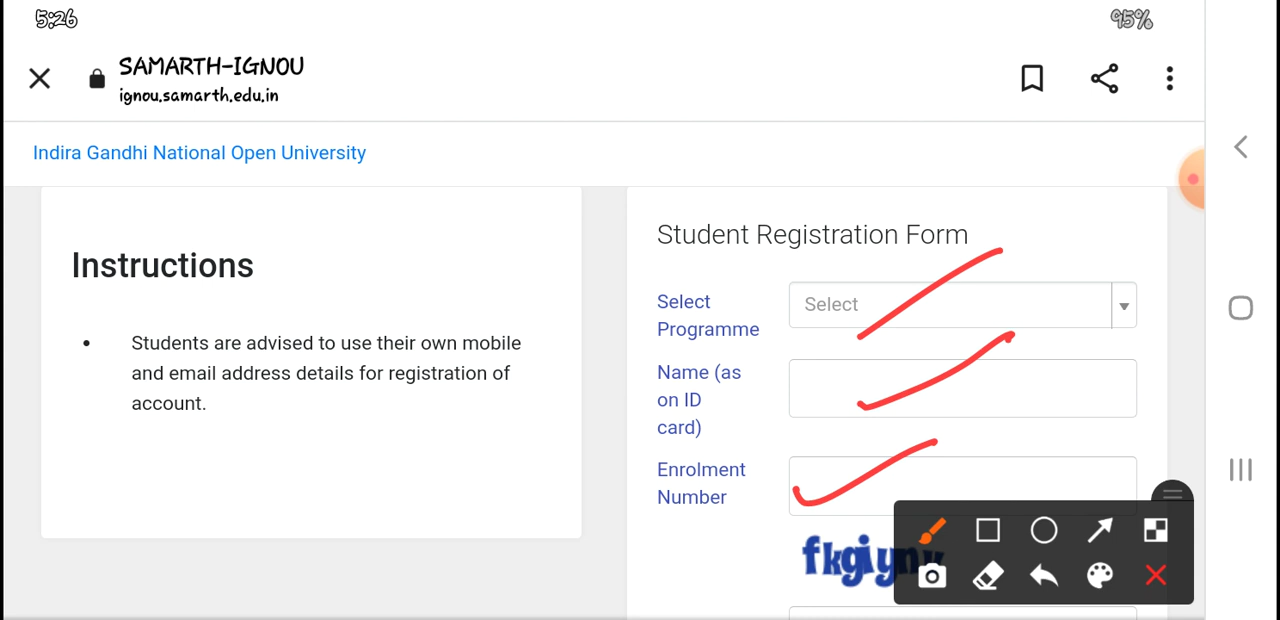 5:26
95%
SAMARTH-IGNOU
ignou.samarth.edu.in
Indira Gandhi National Open University
Instructions
• Students are advised to use their own mobile
and email address details for registration of
account.
Student Registration Form
Select
Programme
Select
Name (as
on ID
card)
Enrolment
Number